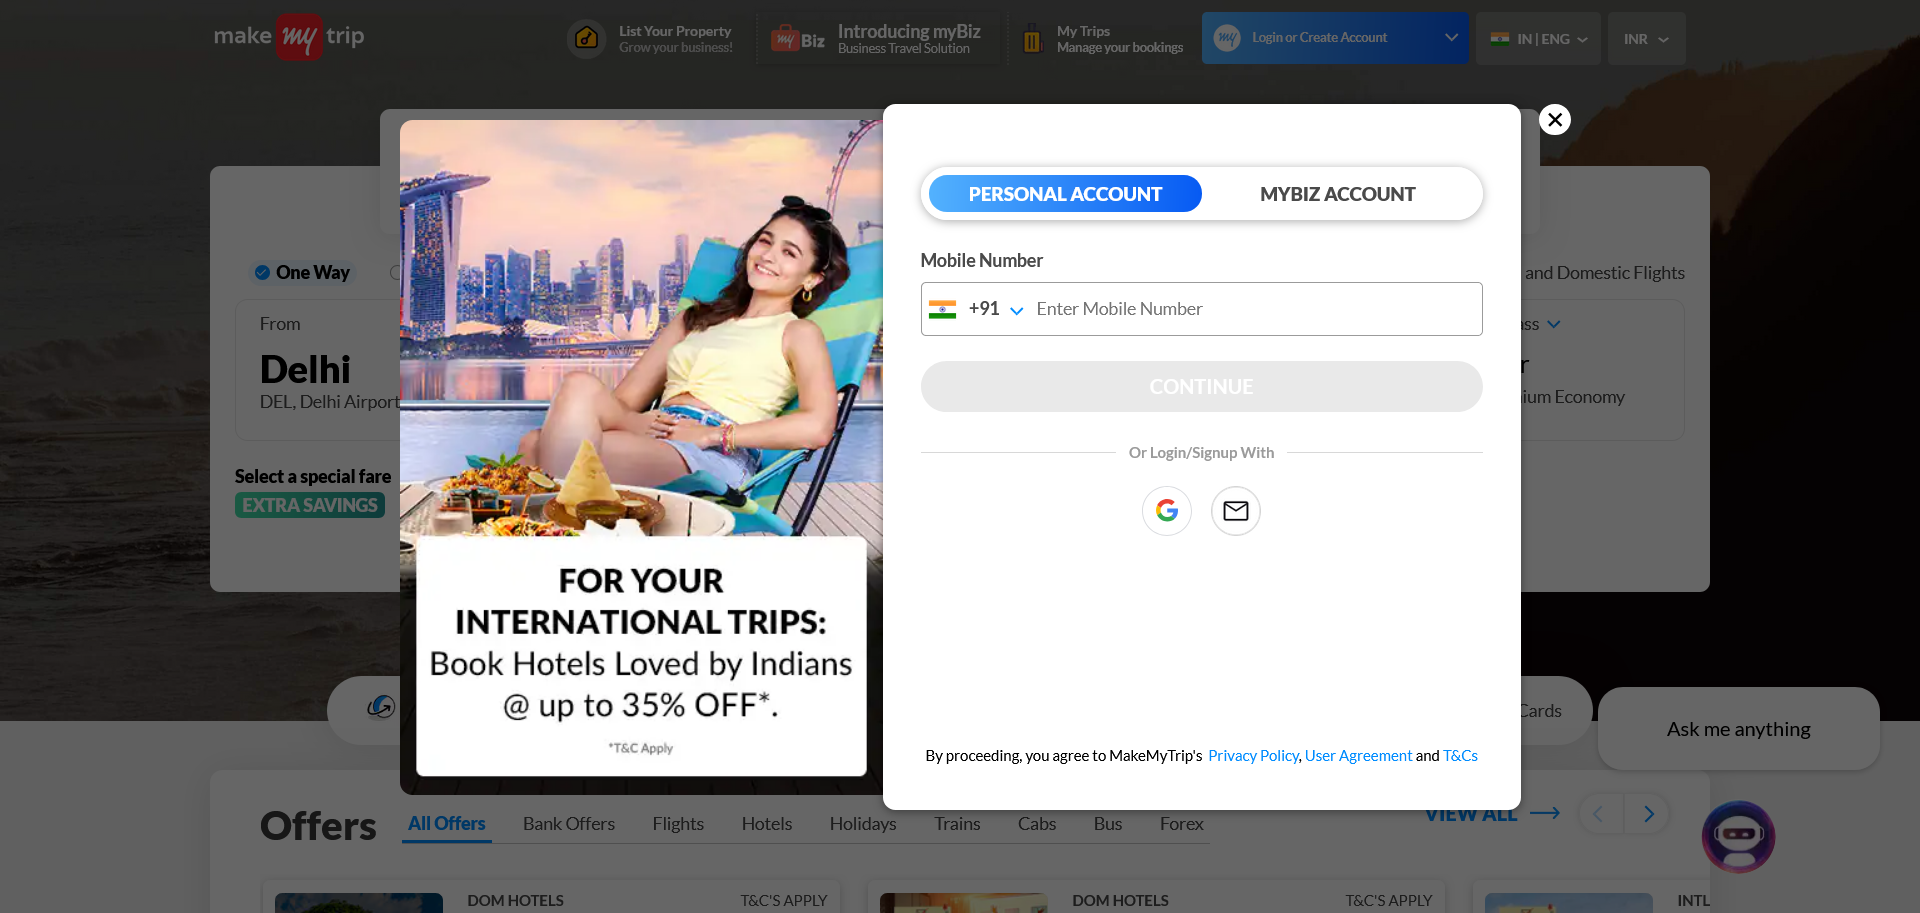 make my trip
List Your Property
Grow your business!
my Biz
Introducing myBiz
Business Travel Solution
My Trips
Manage your bookings
my
Login or Create Account
IN | ENG
INR
PERSONAL ACCOUNT
MYBIZ ACCOUNT
Mobile Number
+91
Enter Mobile Number
CONTINUE
Or Login/Signup With
By proceeding, you agree to MakeMyTrip's Privacy Policy, User Agreement and T&Cs
FOR YOUR
INTERNATIONAL TRIPS:
Book Hotels Loved by Indians
@ up to 35% OFF*.
*T&C Apply
One Way
and Domestic Flights
From
Delhi
DEL, Delhi Airport
Economy
Select a special fare
EXTRA SAVINGS
Cards
Ask me anything
Offers
All Offers
Bank Offers
Flights
Hotels
Holidays
Trains
Cabs
Bus
Forex
VIEW ALL
DOM HOTELS
T&C'S APPLY
DOM HOTELS
T&C'S APPLY